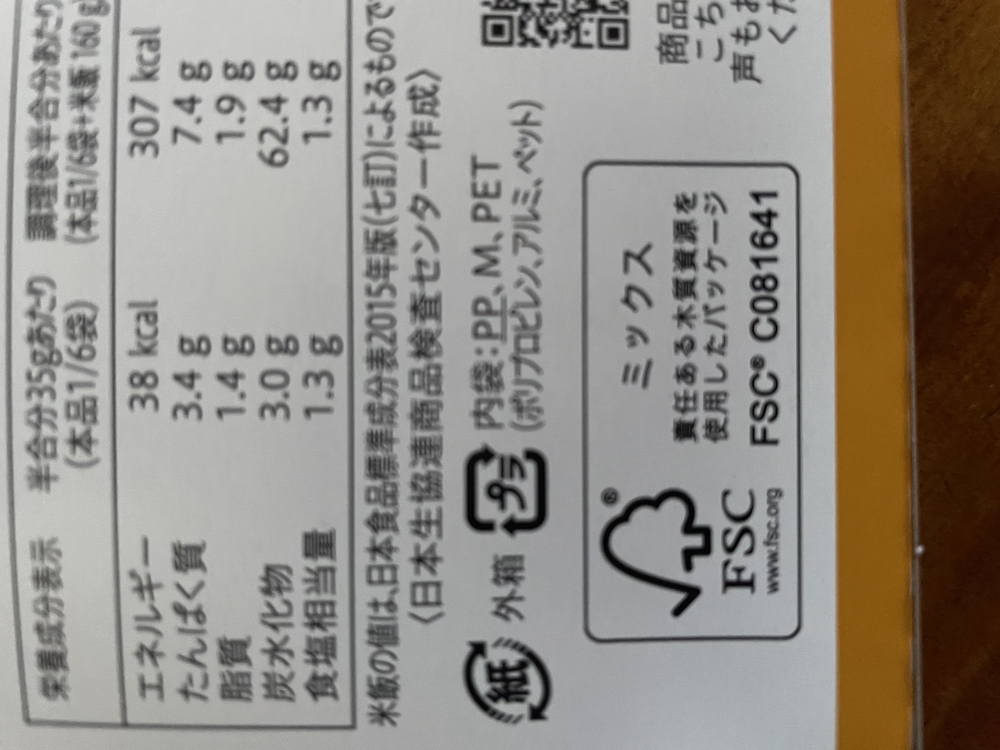 栄養成分表示 半合分35gあたり 調理後半合分あたり
(本品1/6袋) (本品1/6袋+米飯160g)
エネルギー 38 kcal 307 kcal
たんぱく質 3.4 g 7.4 g
脂質 1.4 g 1.9 g
炭水化物 3.0 g 62.4 g
食塩相当量 1.3 g 1.3 g
米飯の値は、日本食品標準成分表2015年版(七訂)によるもので
〈日本生協連商品検査センター作成〉
紙 外箱 プラ 内袋:PP、M、PET
(ポリプロピレン、アルミ、ペット)
FSC®
www.fsc.org
ミックス
責任ある木質資源を
使用したパッケージ
FSC® C081641
商品
こち
声もお
くた